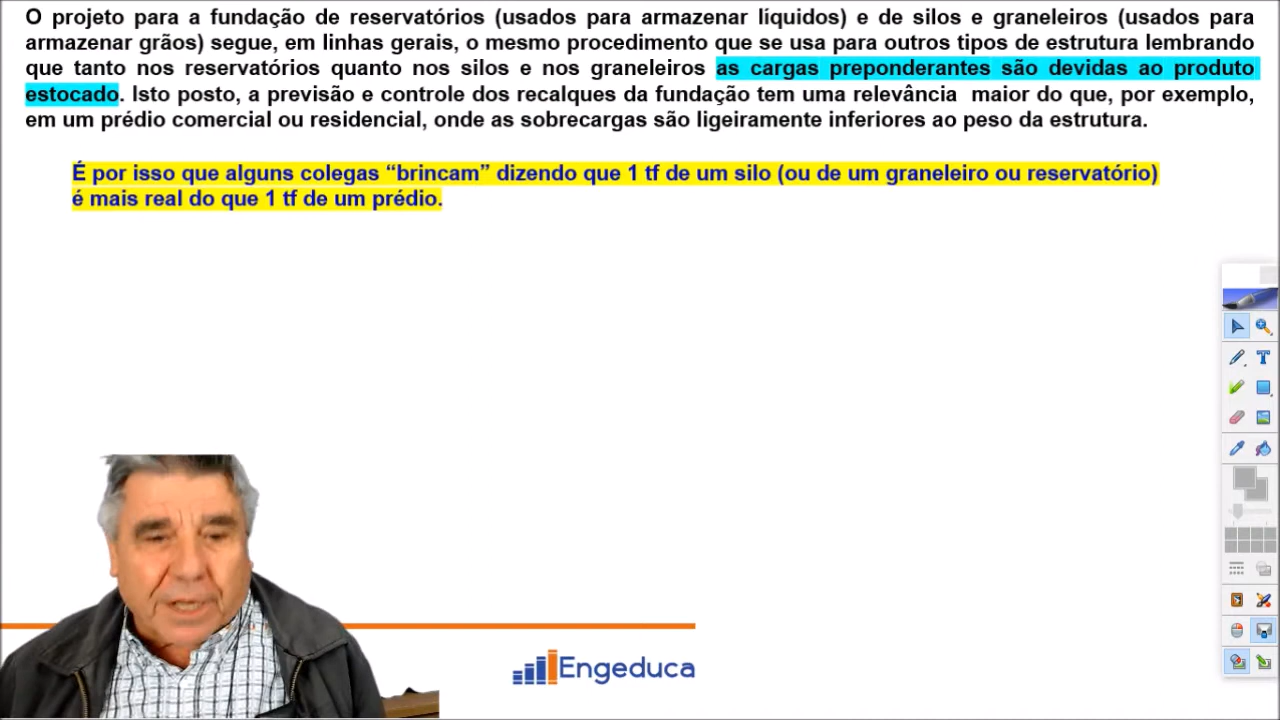 O projeto para a fundação de reservatórios (usados para armazenar líquidos) e de silos e graneleiros (usados para
armazenar grãos) segue, em linhas gerais, o mesmo procedimento que se usa para outros tipos de estrutura lembrando
que tanto nos reservatórios quanto nos silos e nos graneleiros as cargas preponderantes são devidas ao produto
estocado. Isto posto, a previsão e controle dos recalques da fundação tem uma relevância maior do que, por exemplo,
em um prédio comercial ou residencial, onde as sobrecargas são ligeiramente inferiores ao peso da estrutura.
É por isso que alguns colegas “brincam” dizendo que 1 tf de um silo (ou de um graneleiro ou reservatório)
é mais real do que 1 tf de um prédio.
Engeduca